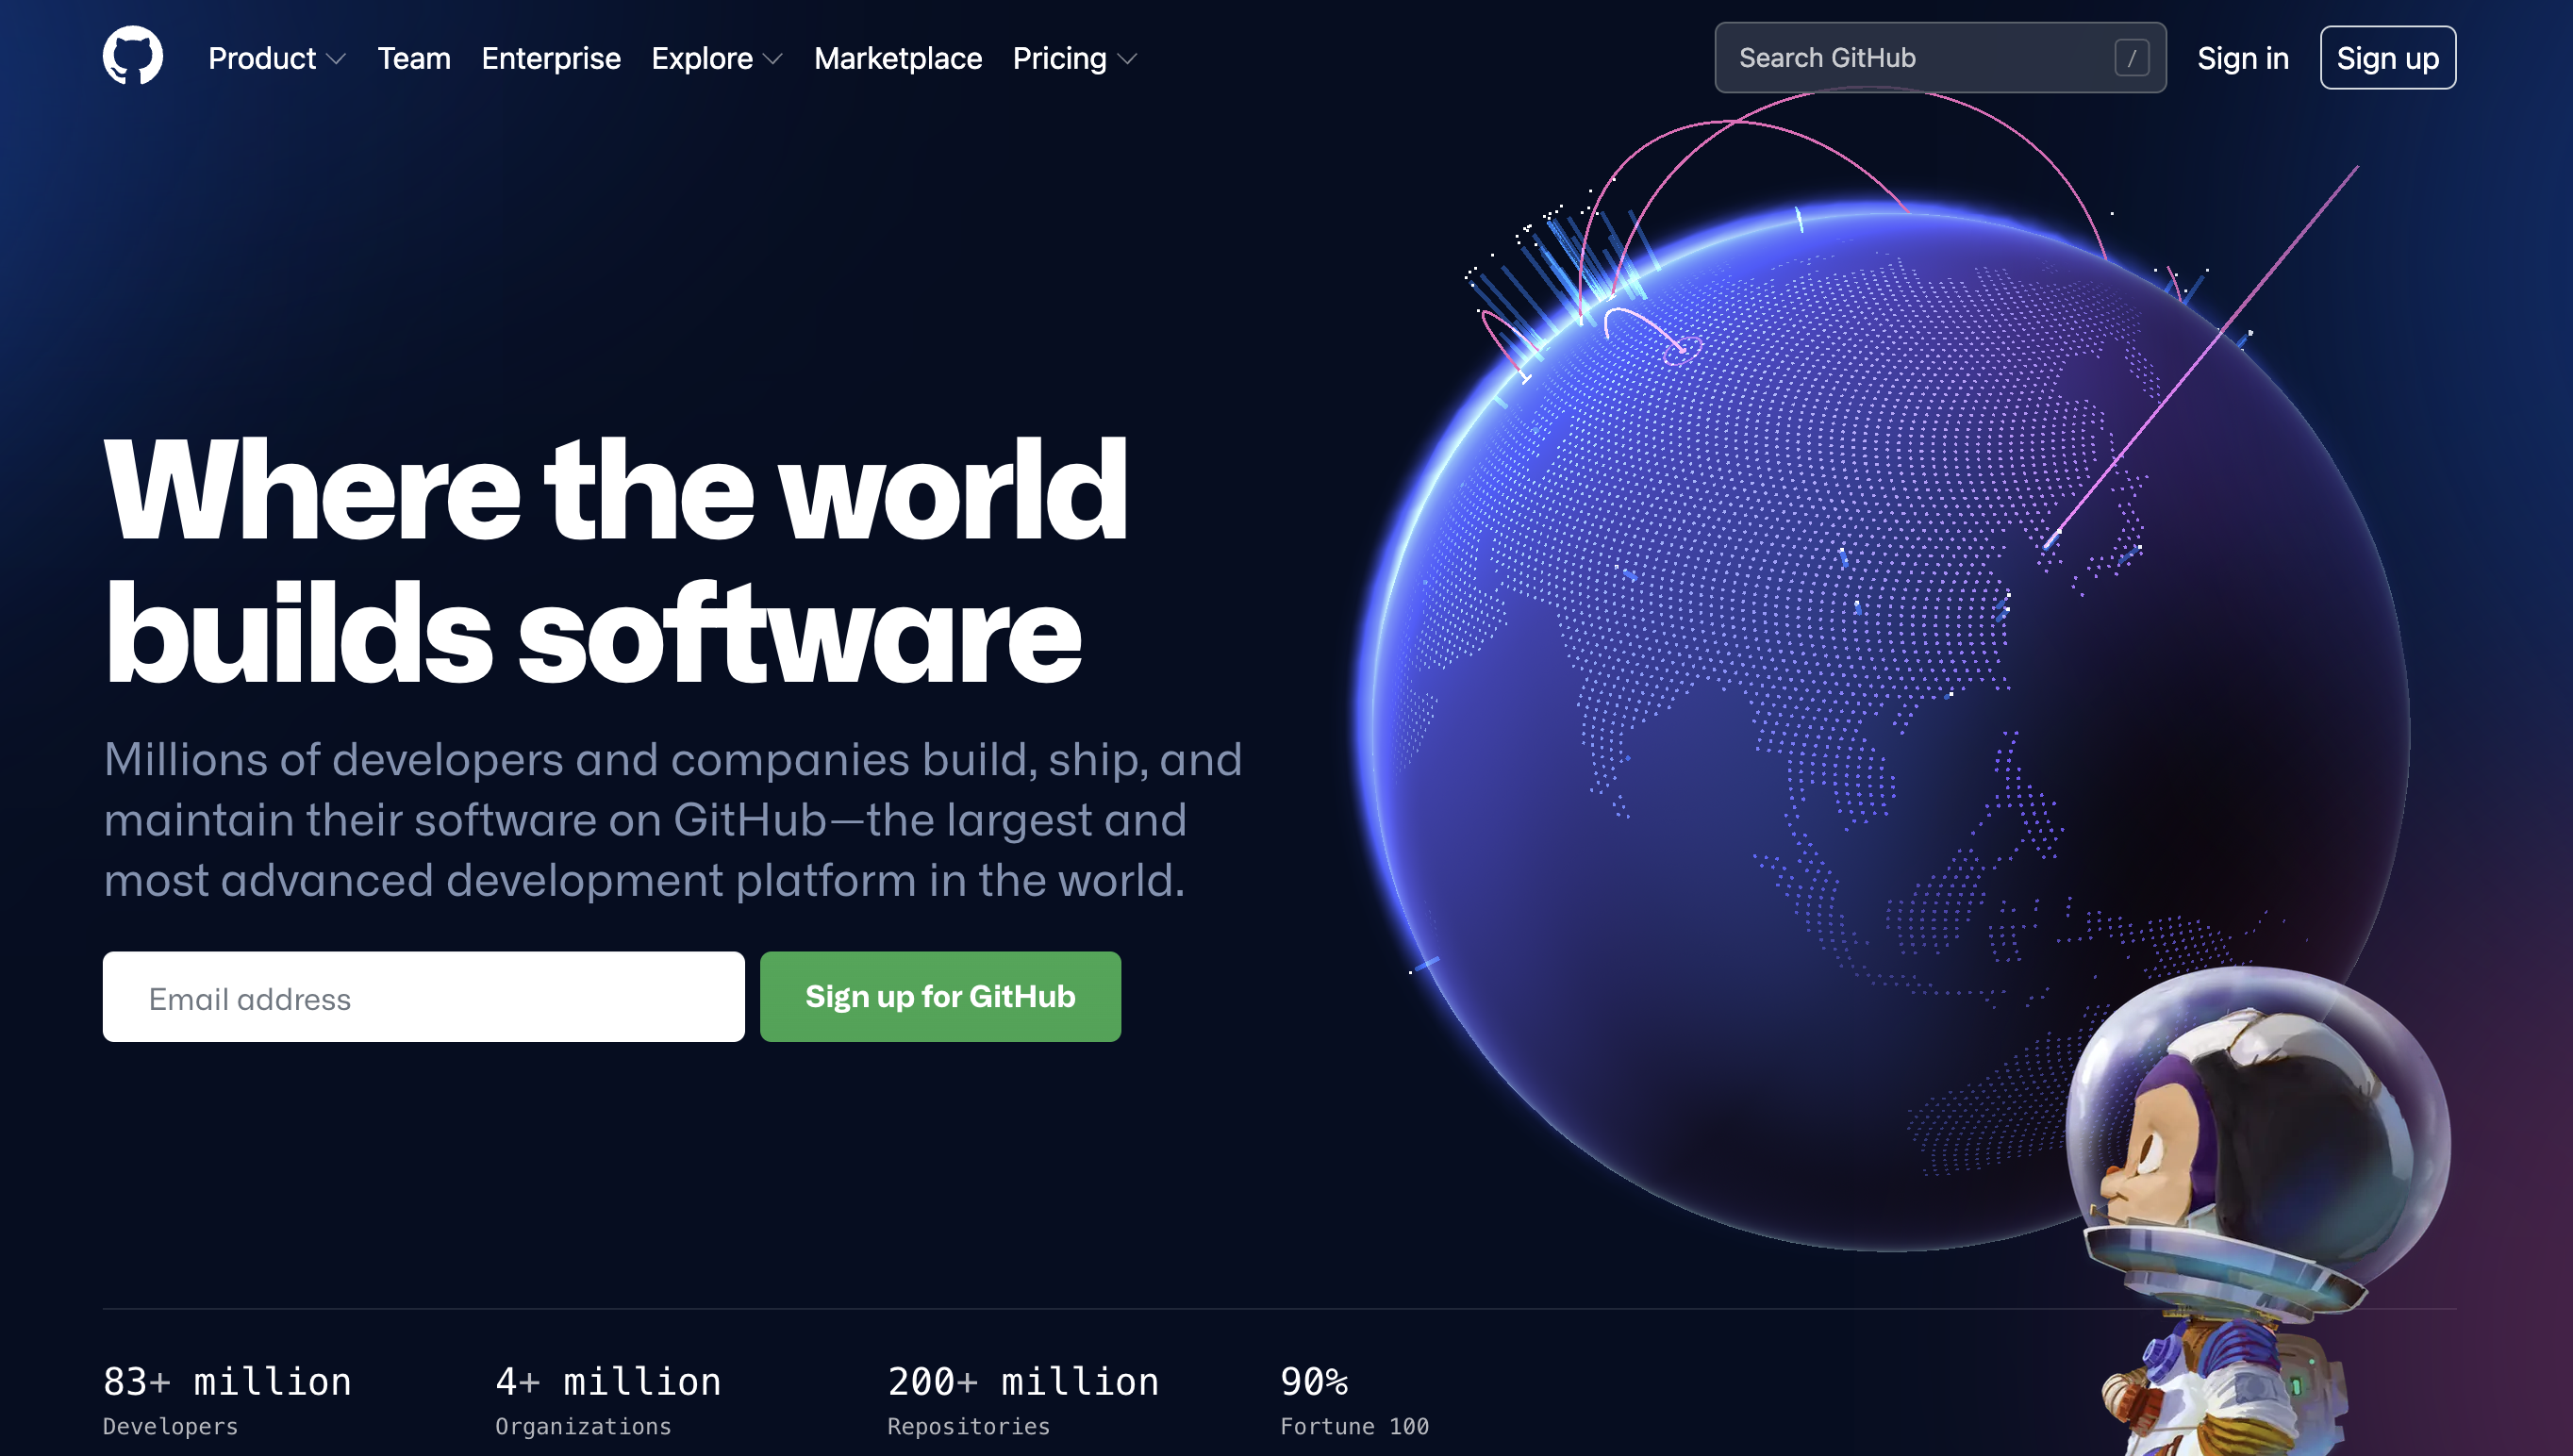 Product Team Enterprise Explore Marketplace Pricing Search GitHub / Sign in Sign up
Where the world
builds software
Millions of developers and companies build, ship, and
maintain their software on GitHub—the largest and
most advanced development platform in the world.
Email address Sign up for GitHub
83+ million 4+ million 200+ million 90%
Developers Organizations Repositories Fortune 100